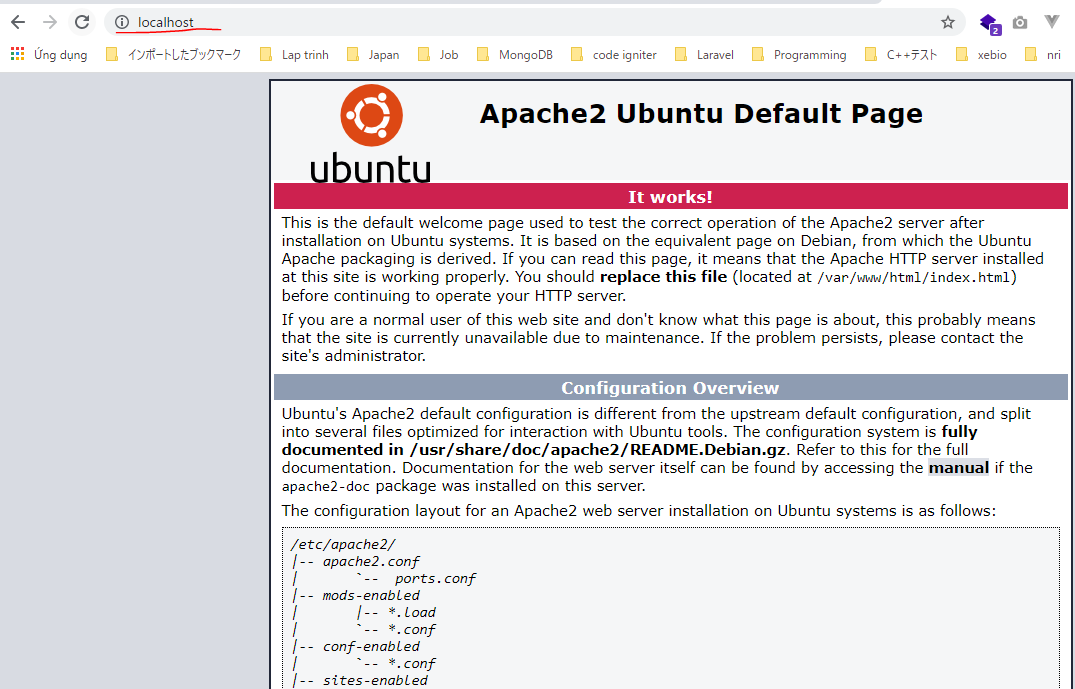 localhost
2
Ứng dụng インポートしたブックマーク Lap trinh Japan Job MongoDB code igniter Laravel Programming C++テスト xebio nri
ubuntu
Apache2 Ubuntu Default Page
It works!
This is the default welcome page used to test the correct operation of the Apache2 server after
installation on Ubuntu systems. It is based on the equivalent page on Debian, from which the Ubuntu
Apache packaging is derived. If you can read this page, it means that the Apache HTTP server installed
at this site is working properly. You should replace this file (located at /var/www/html/index.html)
before continuing to operate your HTTP server.
If you are a normal user of this web site and don't know what this page is about, this probably means
that the site is currently unavailable due to maintenance. If the problem persists, please contact the
site's administrator.
Configuration Overview
Ubuntu's Apache2 default configuration is different from the upstream default configuration, and split
into several files optimized for interaction with Ubuntu tools. The configuration system is fully
documented in /usr/share/doc/apache2/README.Debian.gz. Refer to this for the full
documentation. Documentation for the web server itself can be found by accessing the manual if the
apache2-doc package was installed on this server.
The configuration layout for an Apache2 web server installation on Ubuntu systems is as follows:
/etc/apache2/
|-- apache2.conf
|       `--  ports.conf
|-- mods-enabled
|       |-- *.load
|       `-- *.conf
|-- conf-enabled
|       `-- *.conf
|-- sites-enabled